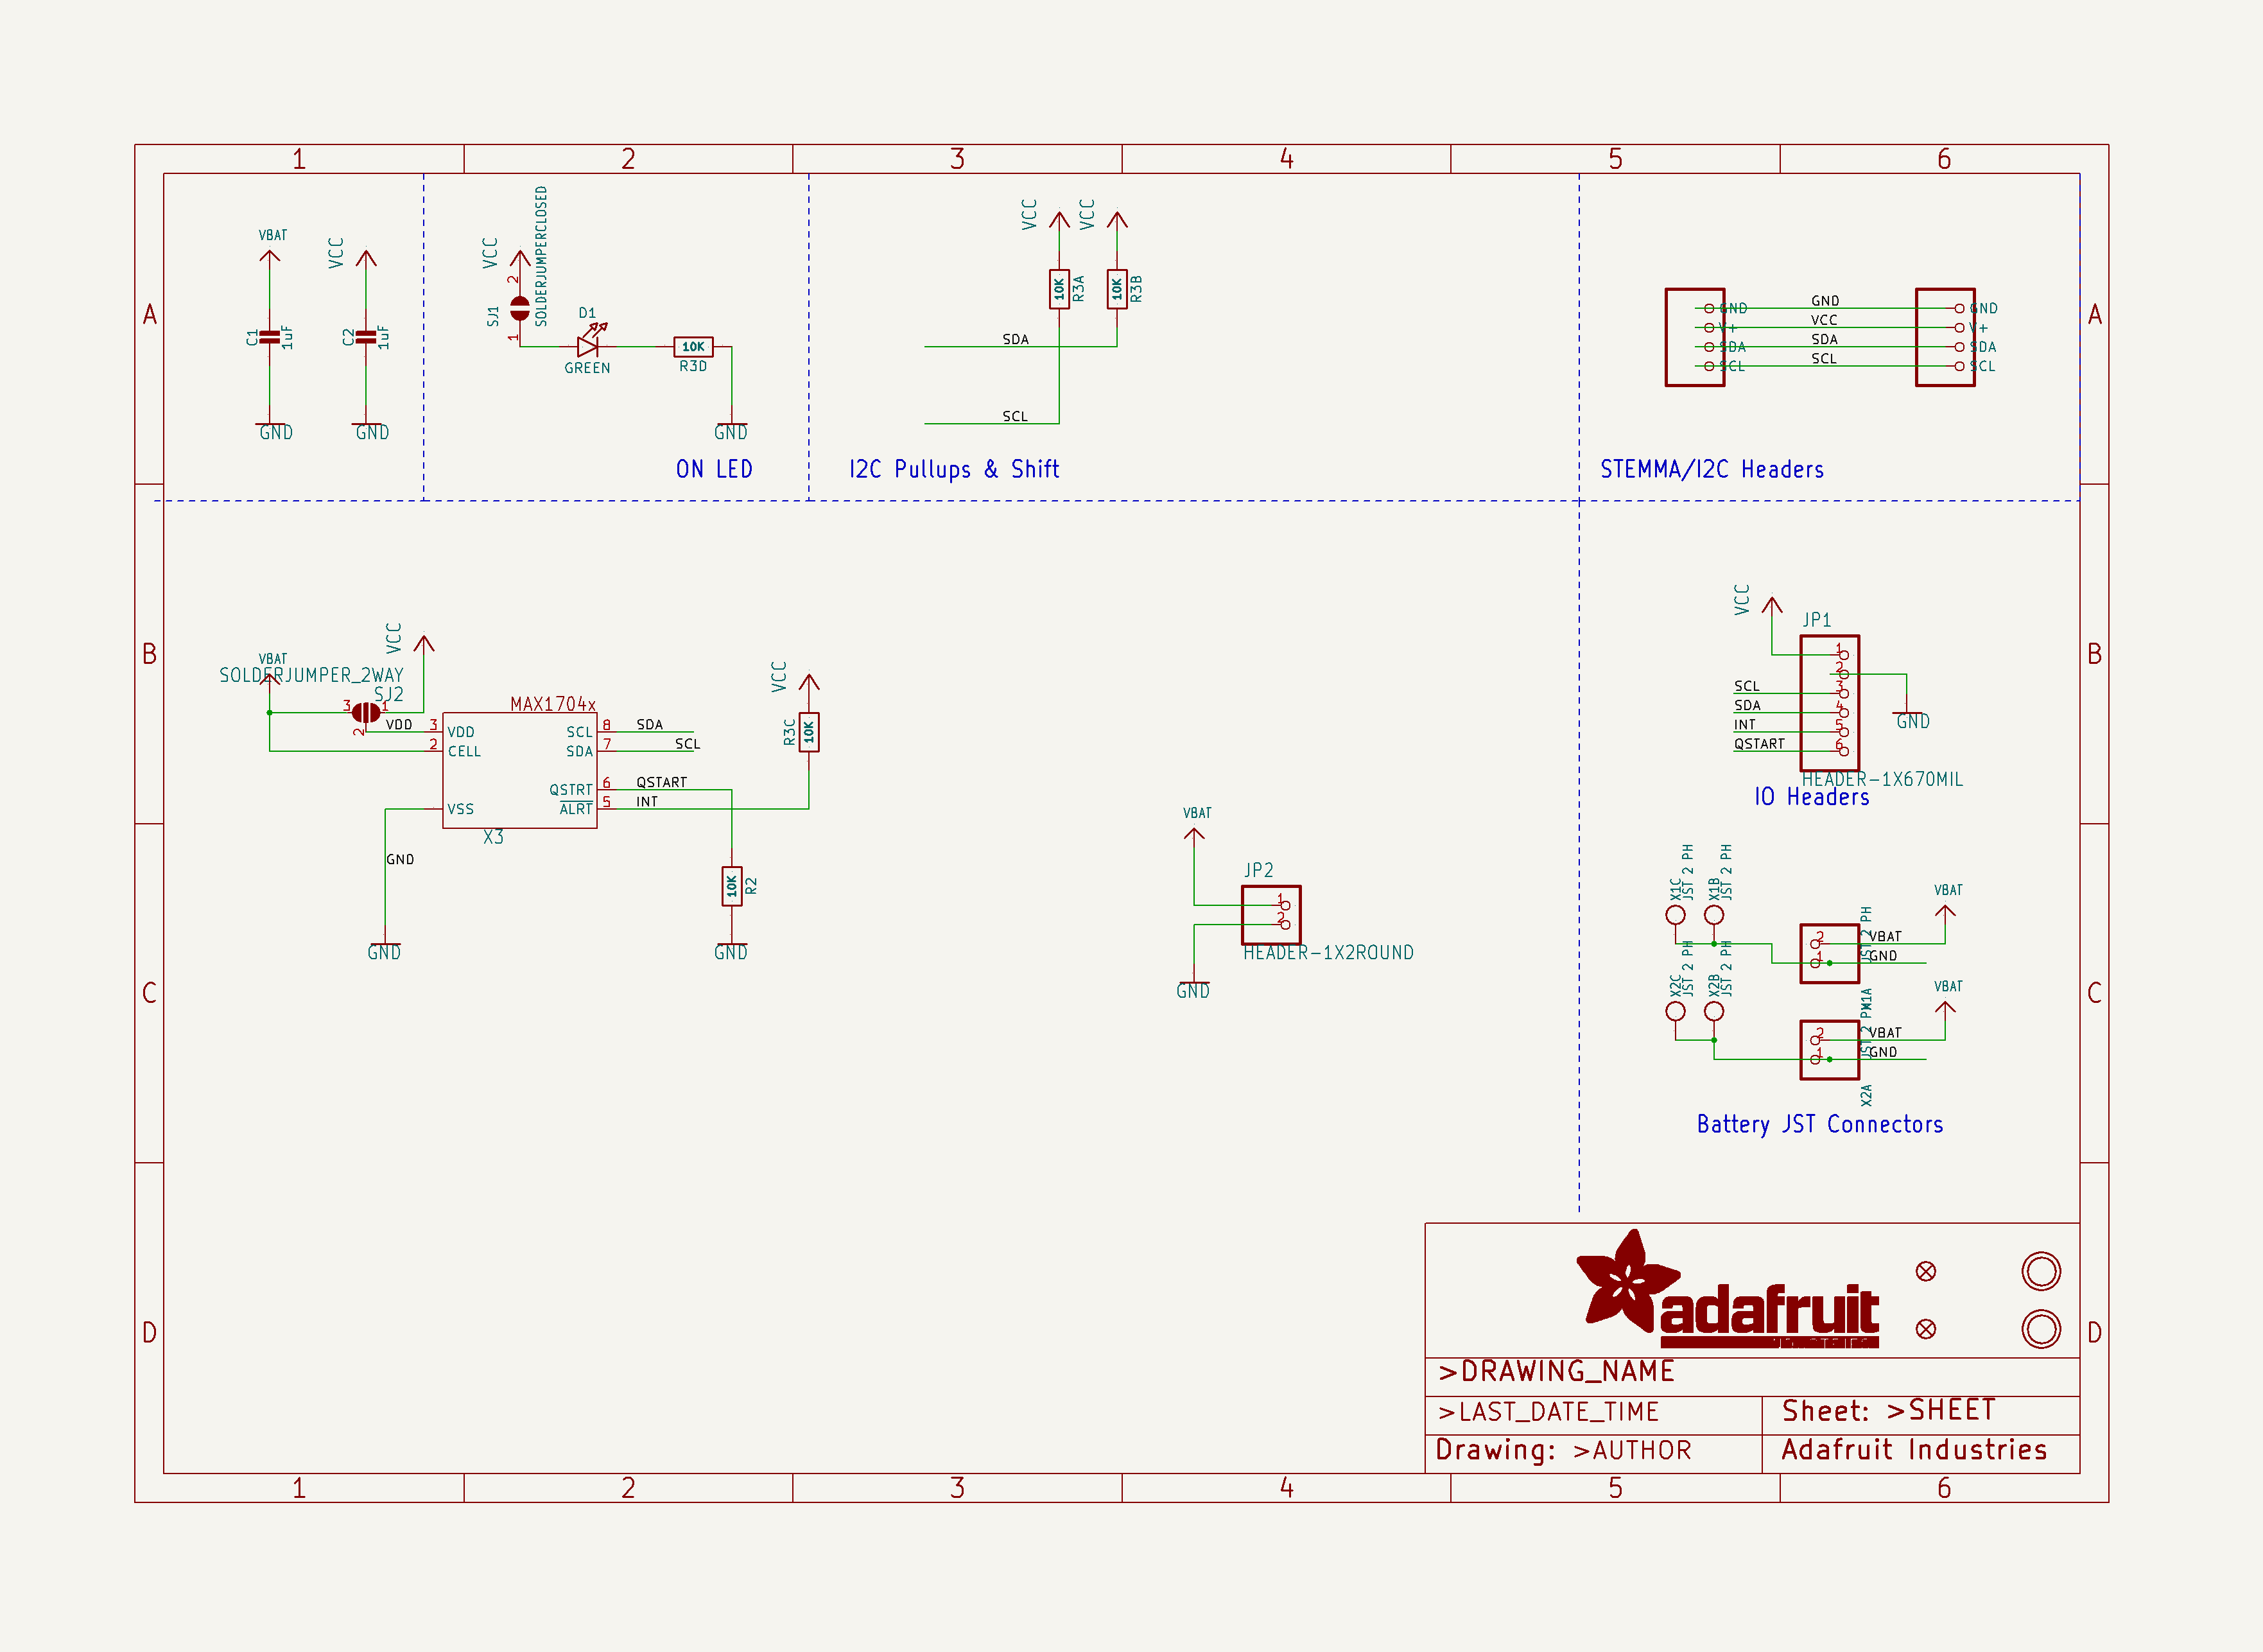 1 2 3 4 5 6
A A
VBAT
VCC
C1
1uF
C2
1uF
GND
GND
VCC
2
SJ1
SOLDERJUMPERCLOSED
1
D1
GREEN
10K
R3D
GND
ON LED
VCC
VCC
10K
R3A
10K
R3B
SDA
SCL
I2C Pullups & Shift
GND GND GND
V+ VCC V+
SDA SDA SDA
SCL SCL SCL
STEMMA/I2C Headers
B B
VBAT
VCC
SOLDERJUMPER_2WAY
SJ2
3 1
2
VDD
MAX1704x
3 VDD SCL 8 SDA
2 CELL SDA 7 SCL
QSTRT 6 QSTART
VSS ALRT 5 INT
X3
GND
GND
VCC
R3C
10K
10K
R2
GND
VBAT
JP2
1
2
HEADER-1X2ROUND
GND
VCC
JP1
1
2
SCL 3
SDA 4
INT 5
QSTART 6
GND
HEADER-1X670MIL
IO Headers
C C
X1C
JST 2 PH
X1B
JST 2 PH
2 VBAT
1 GND
JST 2 PH
X1A
VBAT
X2C
JST 2 PH
X2B
JST 2 PH
2 VBAT
1 GND
JST 2 PH
X2A
VBAT
Battery JST Connectors
D D
adafruit
>DRAWING_NAME
>LAST_DATE_TIME
Sheet: >SHEET
Drawing: >AUTHOR
Adafruit Industries
1 2 3 4 5 6